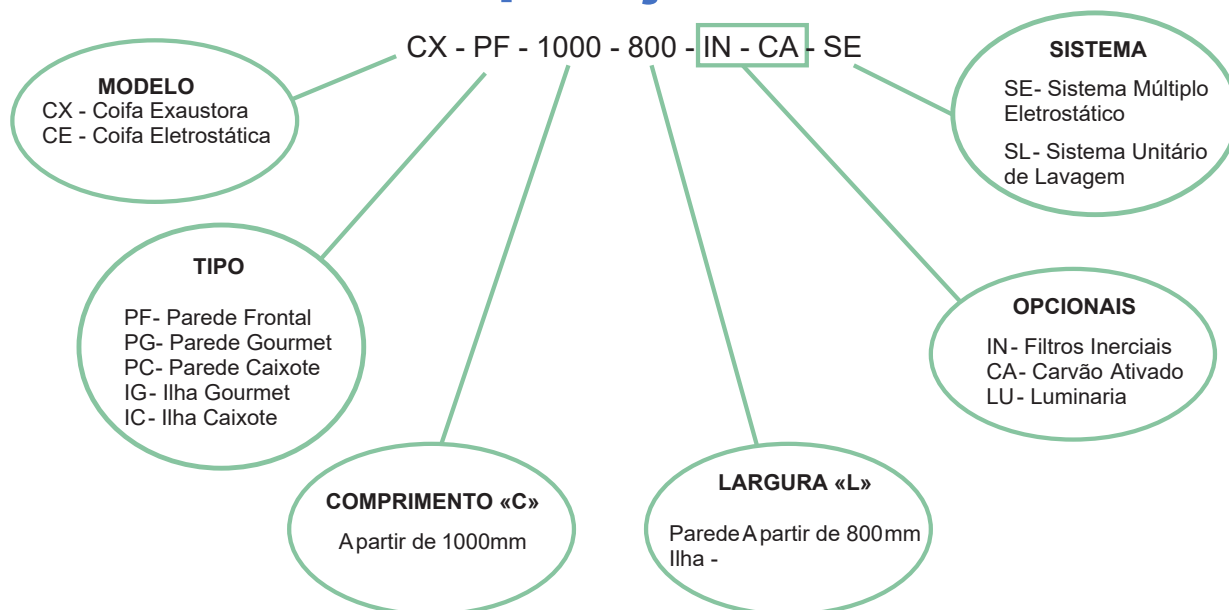 CX - PF - 1000 - 800 - IN - CA - SE
MODELO
CX - Coifa Exaustora
CE - Coifa Eletrostática
SISTEMA
SE- Sistema Múltiplo
Eletrostático
SL- Sistema Unitário
de Lavagem
TIPO
PF- Parede Frontal
PG- Parede Gourmet
PC- Parede Caixote
IG- Ilha Gourmet
IC- Ilha Caixote
OPCIONAIS
IN- Filtros Inerciais
CA- Carvão Ativado
LU- Luminaria
COMPRIMENTO «C»
A partir de 1000mm
LARGURA «L»
Parede A partir de 800mm
Ilha -